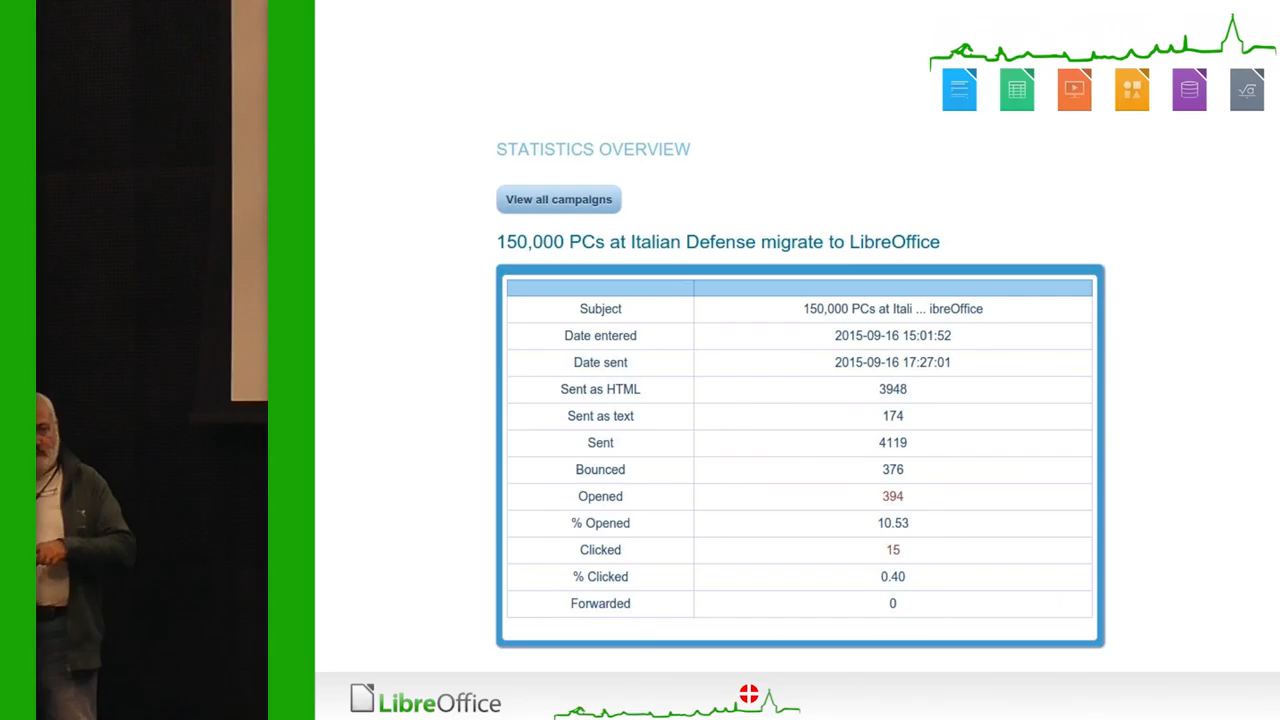 STATISTICS OVERVIEW
View all campaigns
150,000 PCs at Italian Defense migrate to LibreOffice
Subject 150,000 PCs at Itali ... ibreOffice
Date entered 2015-09-16 15:01:52
Date sent 2015-09-16 17:27:01
Sent as HTML 3948
Sent as text 174
Sent 4119
Bounced 376
Opened 394
% Opened 10.53
Clicked 15
% Clicked 0.40
Forwarded 0
LibreOffice